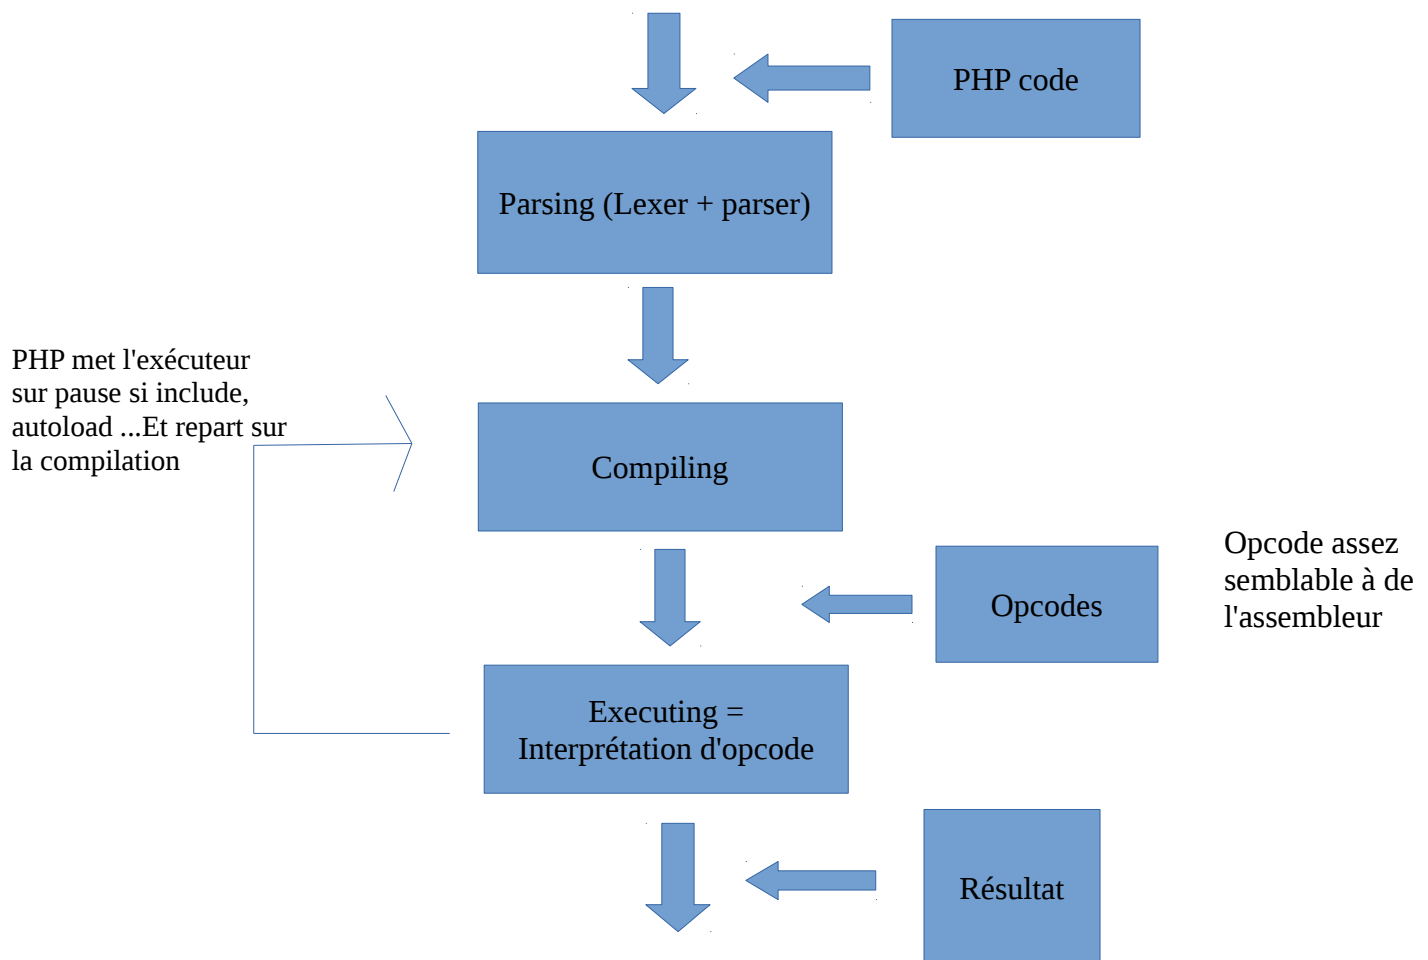 PHP code
Parsing (Lexer + parser)
PHP met l'exécuteur
sur pause si include,
autoload ...Et repart sur
la compilation
Compiling
Opcodes
Opcode assez
semblable à de
l'assembleur
Executing =
Interprétation d'opcode
Résultat